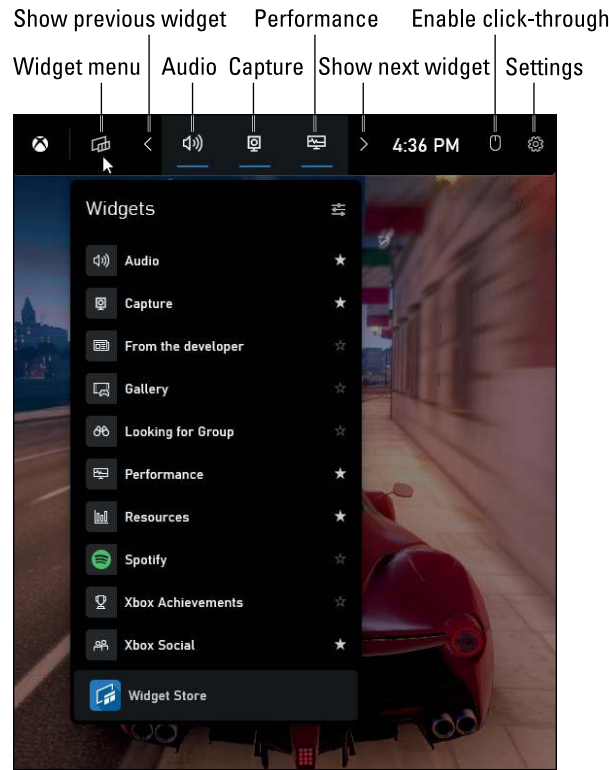 Show previous widget Performance Enable click-through
Widget menu Audio Capture Show next widget Settings
4:36 PM
Widgets
Audio
Capture
From the developer
Gallery
Looking for Group
Performance
Resources
Spotify
Xbox Achievements
Xbox Social
Widget Store